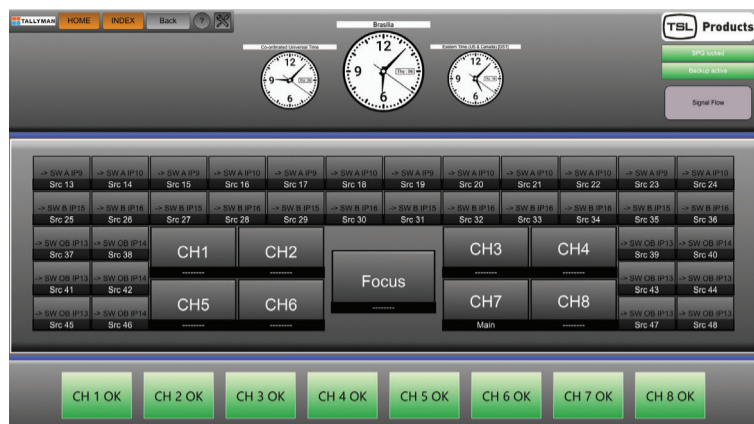 TALLYMAN HOME INDEX Back ?
TSL Products
Brasilia
Co-ordinated Universal Time
Eastern Time (US & Canada) [DST]
12
9
6
12
9
6
12
9
6
Thu : 06
SPG locked
Backup active
Signal Flow
-> SW A IP9 -> SW A IP10 -> SW A IP9 -> SW A IP10 -> SW A IP9 -> SW A IP10 -> SW A IP9 -> SW A IP10 -> SW A IP10 -> SW A IP10 -> SW A IP9 -> SW A IP10
Src 13 Src 14 Src 15 Src 16 Src 17 Src 18 Src 19 Src 20 Src 21 Src 22 Src 23 Src 24
-> SW B IP15 -> SW B IP16 -> SW B IP15 -> SW B IP16 -> SW B IP15 -> SW B IP16 -> SW B IP15 -> SW B IP16 -> SW B IP16 -> SW B IP16 -> SW B IP15 -> SW B IP16
Src 25 Src 26 Src 27 Src 28 Src 29 Src 30 Src 31 Src 32 Src 33 Src 34 Src 35 Src 36
-> SW OB IP13 -> SW OB IP14 CH1 CH2 CH3 CH4 -> SW OB IP13 -> SW OB IP14
Src 37 Src 38 -------- -------- -------- -------- Src 39 Src 40
-> SW OB IP13 -> SW OB IP14 Focus -> SW OB IP13 -> SW OB IP14
Src 41 Src 42 -------- Src 43 Src 44
-> SW OB IP13 -> SW OB IP14 CH5 CH6 CH7 CH8 -> SW OB IP13 -> SW OB IP14
Src 45 Src 46 -------- -------- Main -------- Src 47 Src 48
CH 1 OK CH 2 OK CH 3 OK CH 4 OK CH 5 OK CH 6 OK CH 7 OK CH 8 OK